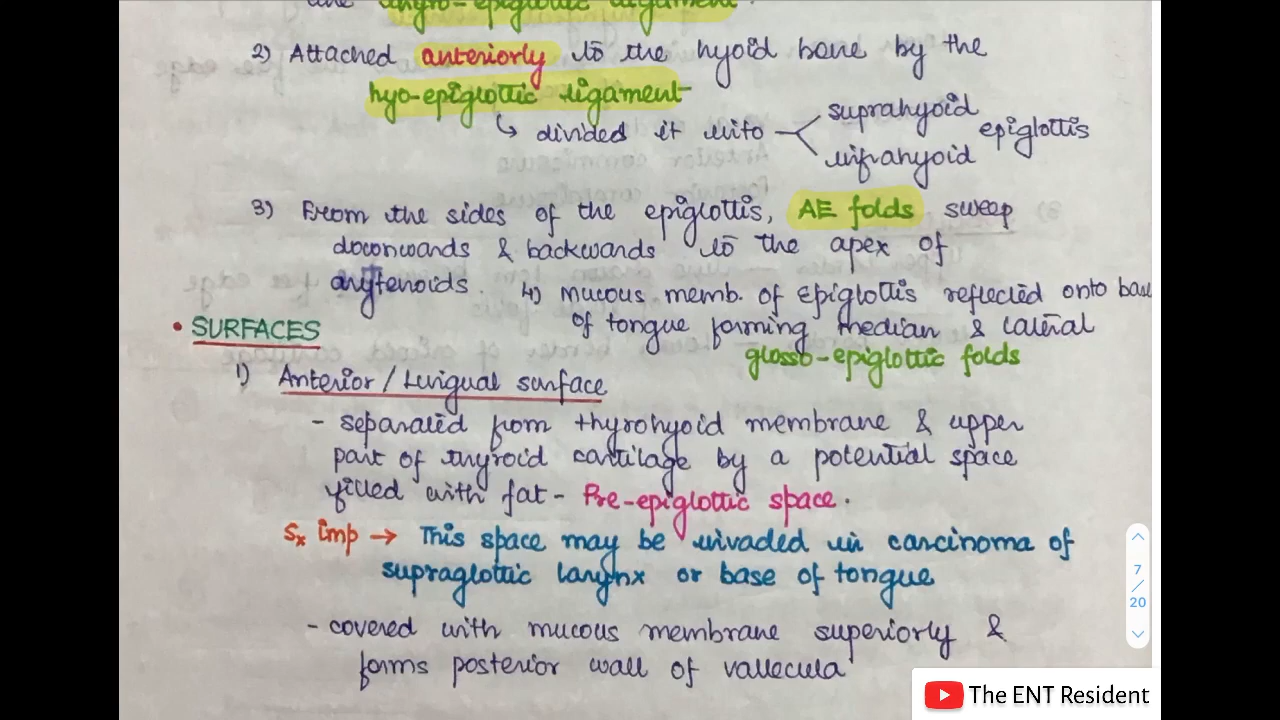 thyro-epiglottic ligament
2) Attached anteriorly to the hyoid bone by the
hyo-epiglottic ligament
↳ divided it into
suprahyoid
infrahyoid
epiglottis
3) From the sides of the epiglottis, AE folds sweep
downwards & backwards to the apex of
arytenoids.
4) mucous memb. of epiglottis reflected onto base
of tongue forming median & lateral
glosso-epiglottic folds
• SURFACES
1) Anterior / Lingual surface
- separated from thyrohyoid membrane & upper
part of thyroid cartilage by a potential space
filled with fat - Pre-epiglottic space.
Sx imp → This space may be invaded in carcinoma of
supraglottic larynx or base of tongue
- covered with mucous membrane superiorly &
forms posterior wall of vallecula
7
/
20
The ENT Resident